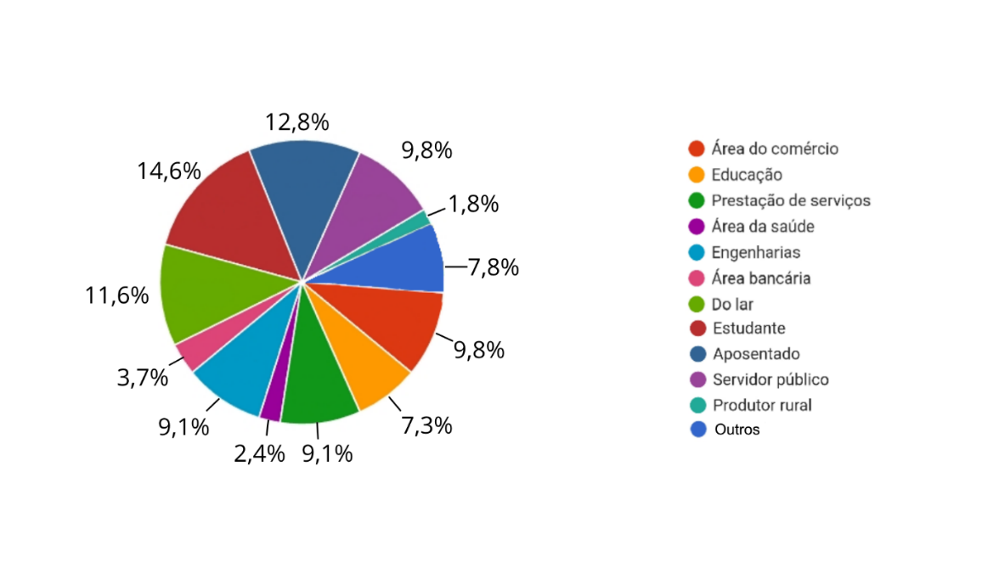 12,8%
9,8%
14,6%
1,8%
7,8%
11,6%
9,8%
3,7%
9,1%
7,3%
2,4%
9,1%
Área do comércio
Educação
Prestação de serviços
Área da saúde
Engenharias
Área bancária
Do lar
Estudante
Aposentado
Servidor público
Produtor rural
Outros